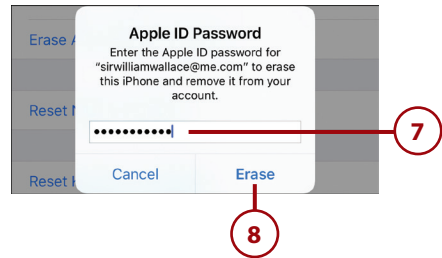 Apple ID Password
Enter the Apple ID password for
“sirwilliamwallace@me.com” to erase
this iPhone and remove it from your
account.
Erase
Reset
•••••••••••
7
Cancel
Erase
Reset
8